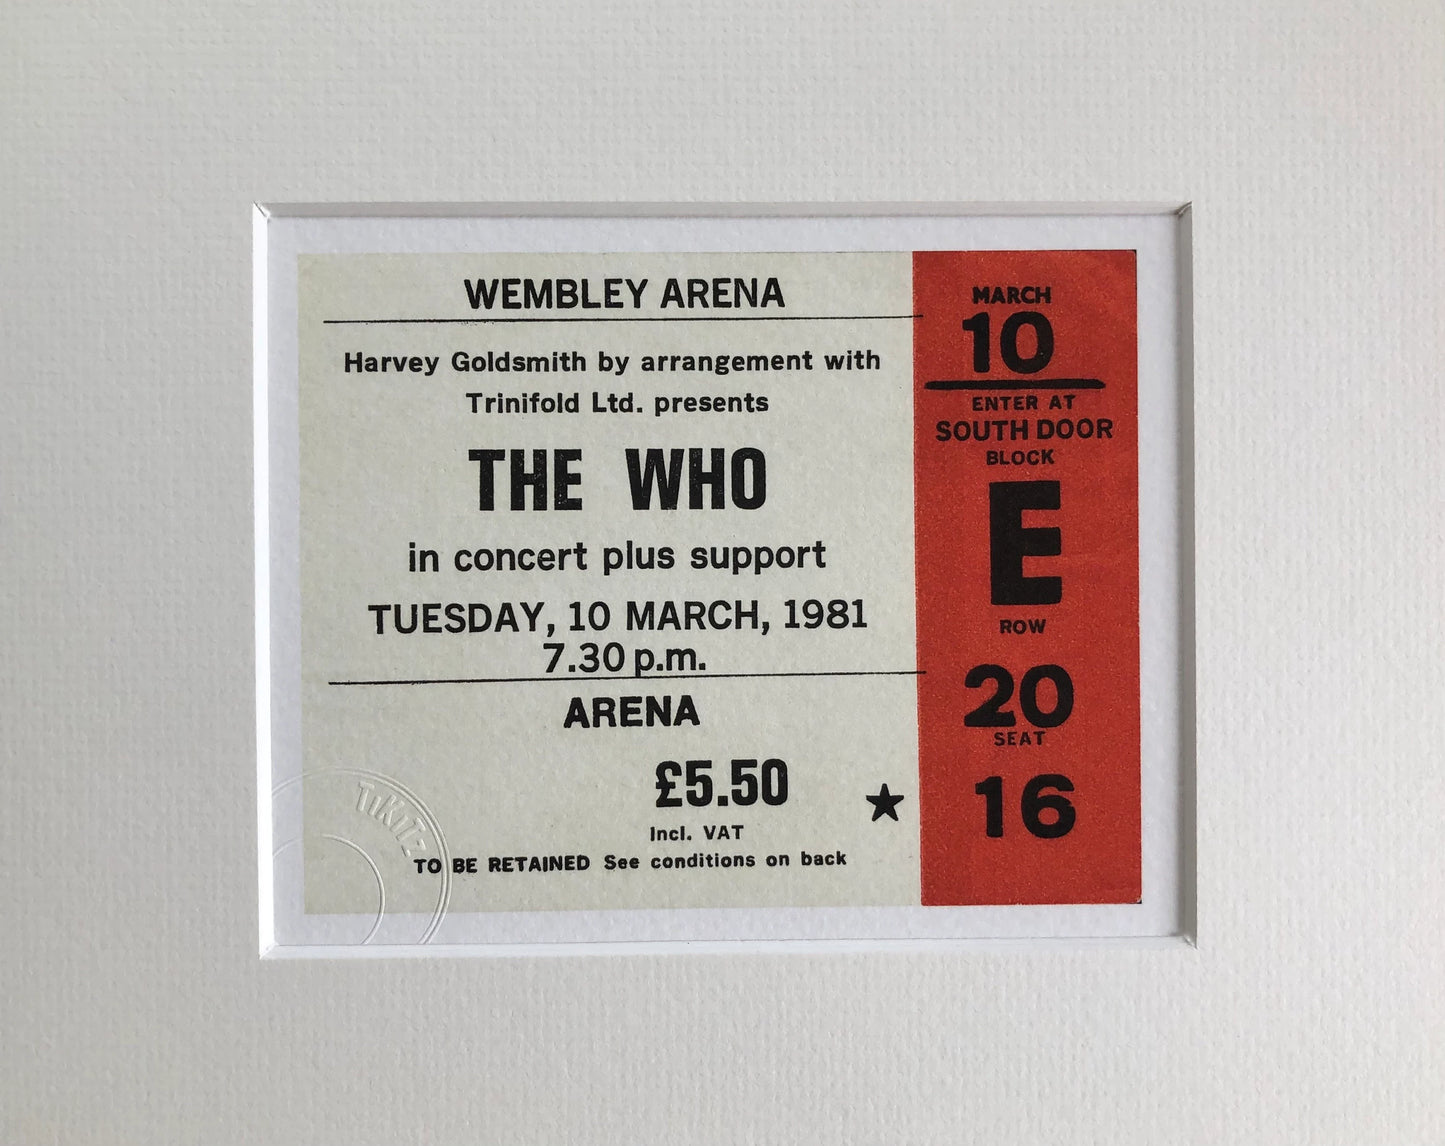 WEMBLEY ARENA
Harvey Goldsmith by arrangement with
Trinifold Ltd. presents
THE WHO
in concert plus support
TUESDAY, 10 MARCH, 1981
7.30 p.m.
ARENA
£5.50
Incl. VAT
TO BE RETAINED See conditions on back
TIKITZ
MARCH
10
ENTER AT
SOUTH DOOR
BLOCK
E
ROW
20
SEAT
16